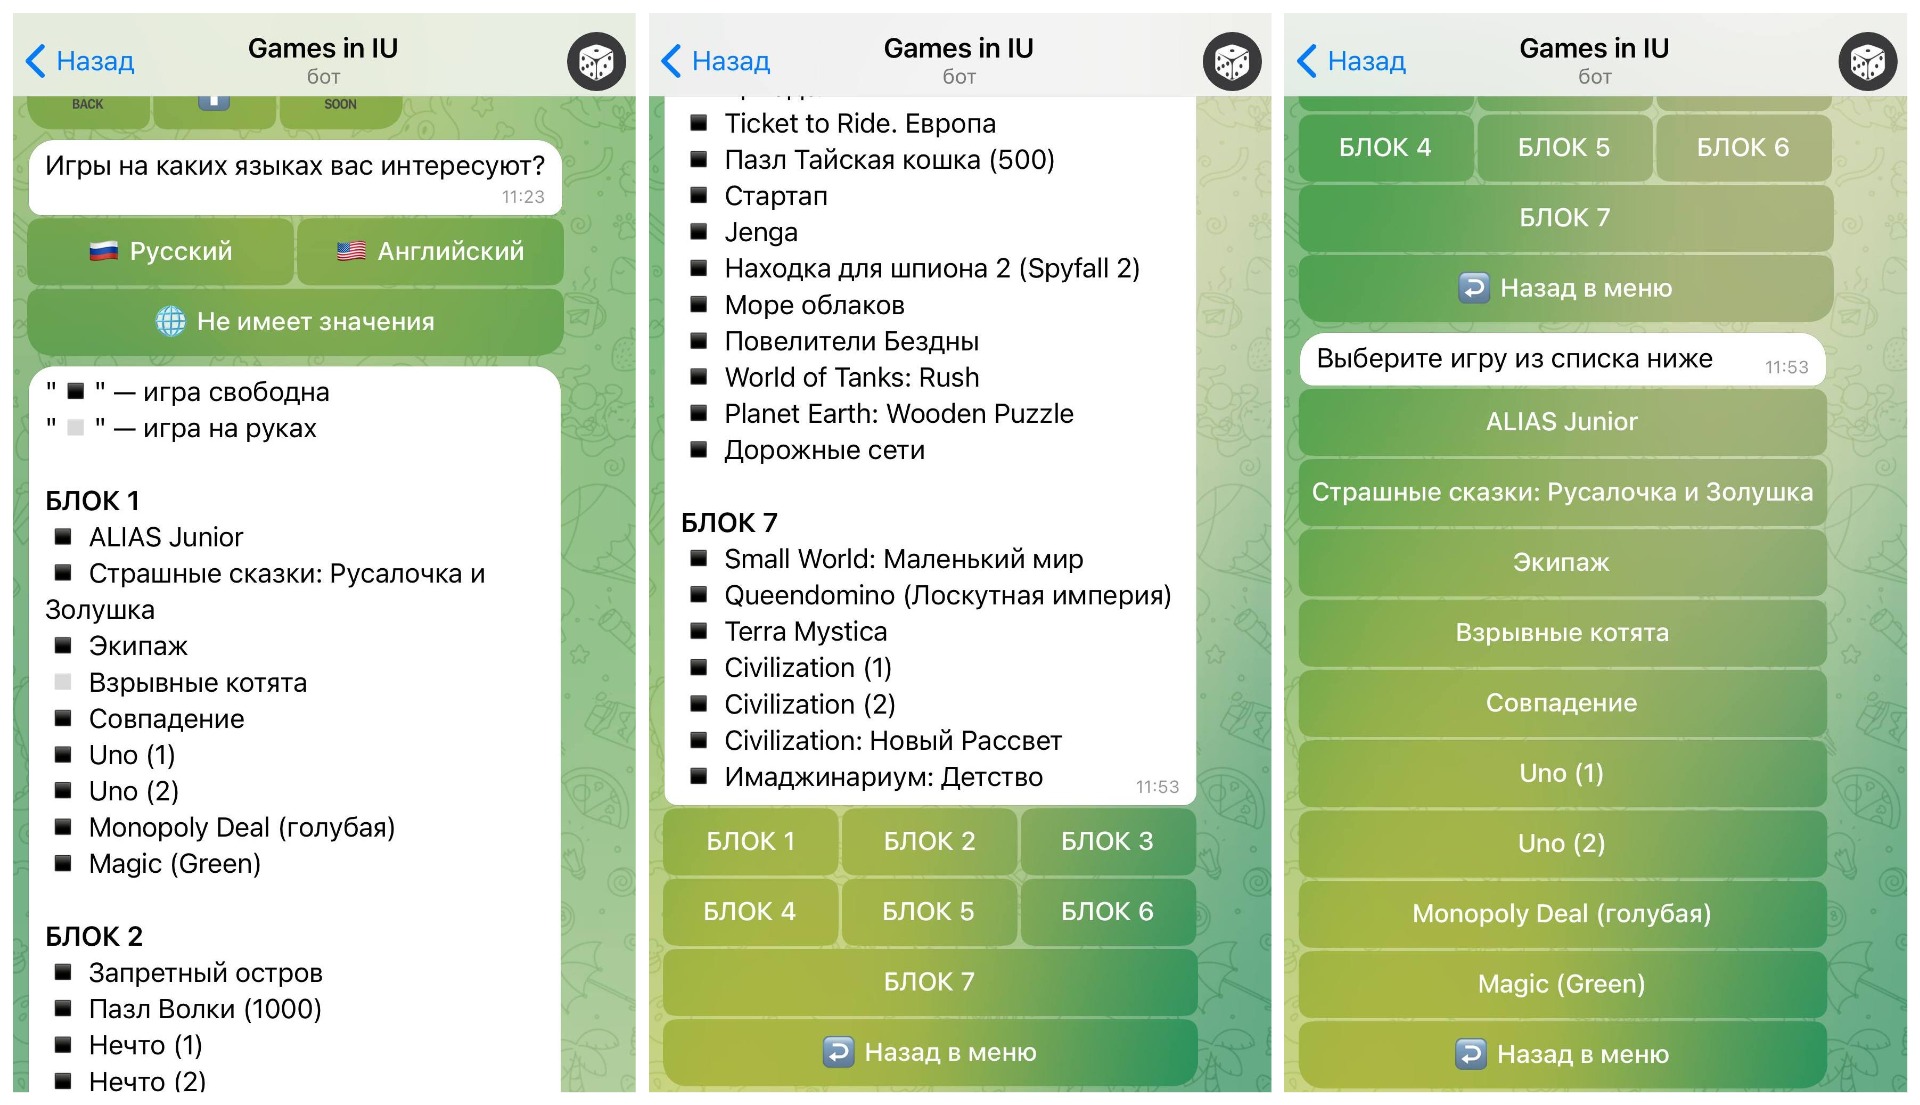 Назад
Games in IU
бот
BACK
SOON
Игры на каких языках вас интересуют?
11:23
Русский
Английский
Не имеет значения
"◾" — игра свободна
"◽" — игра на руках
БЛОК 1
◾ ALIAS Junior
◾ Страшные сказки: Русалочка и
Золушка
◾ Экипаж
◽ Взрывные котята
◾ Совпадение
◾ Uno (1)
◾ Uno (2)
◾ Monopoly Deal (голубая)
◾ Magic (Green)
БЛОК 2
◾ Запретный остров
◾ Пазл Волки (1000)
◾ Нечто (1)
◾ Нечто (2)
Назад
Games in IU
бот
◾ Ticket to Ride. Европа
◾ Пазл Тайская кошка (500)
◾ Стартап
◾ Jenga
◾ Находка для шпиона 2 (Spyfall 2)
◾ Море облаков
◾ Повелители Бездны
◾ World of Tanks: Rush
◾ Planet Earth: Wooden Puzzle
◾ Дорожные сети
БЛОК 7
◾ Small World: Маленький мир
◾ Queendomino (Лоскутная империя)
◾ Terra Mystica
◾ Civilization (1)
◾ Civilization (2)
◾ Civilization: Новый Рассвет
◾ Имаджинариум: Детство
11:53
БЛОК 1
БЛОК 2
БЛОК 3
БЛОК 4
БЛОК 5
БЛОК 6
БЛОК 7
Назад в меню
Назад
Games in IU
бот
БЛОК 4
БЛОК 5
БЛОК 6
БЛОК 7
Назад в меню
Выберите игру из списка ниже
11:53
ALIAS Junior
Страшные сказки: Русалочка и Золушка
Экипаж
Взрывные котята
Совпадение
Uno (1)
Uno (2)
Monopoly Deal (голубая)
Magic (Green)
Назад в меню